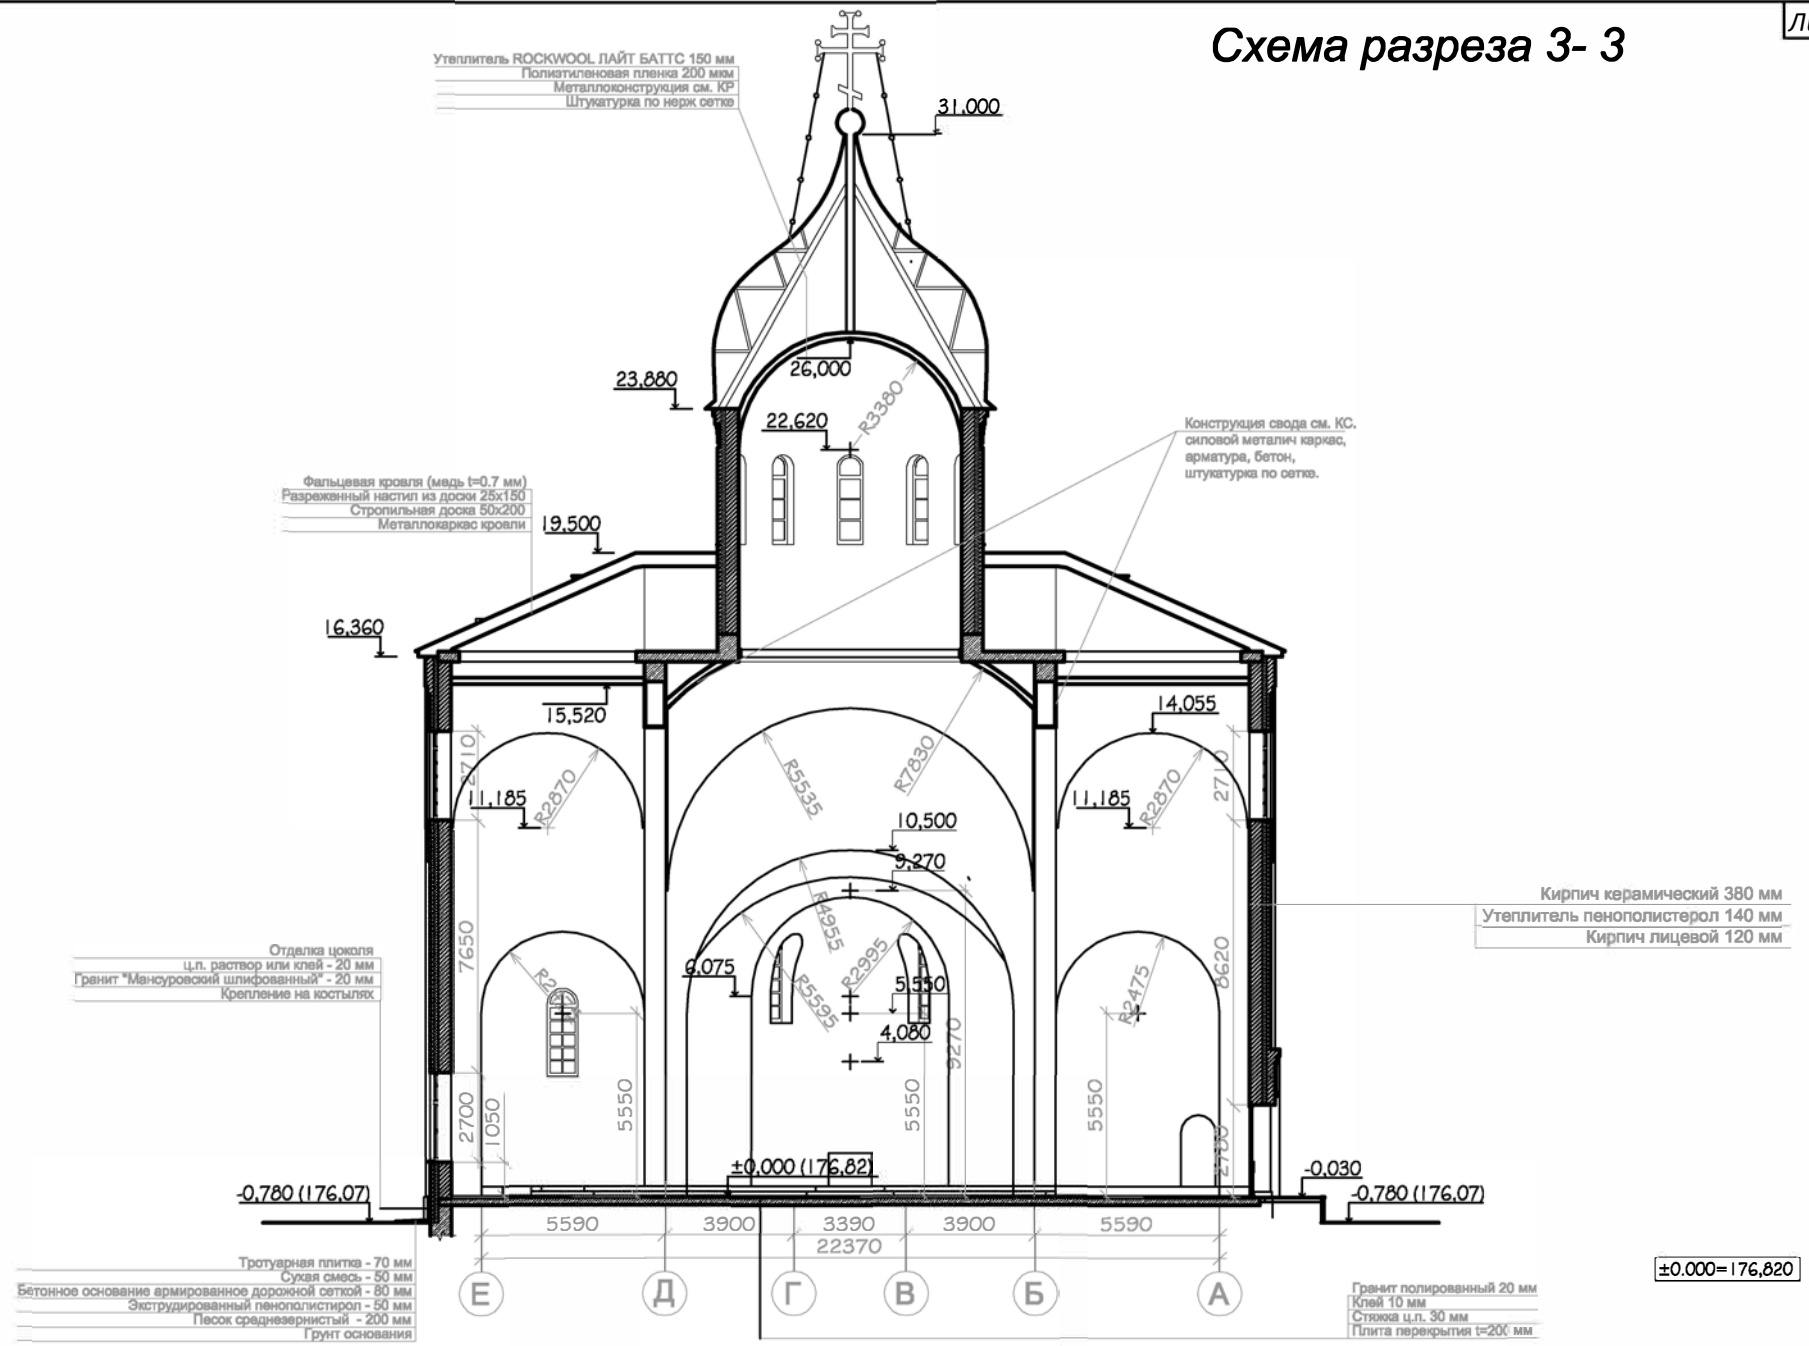 Схема разреза 3- 3
Утеплитель ROCKWOOL ЛАЙТ БАТТС 150 мм
Полиэтиленовая пленка 200 мкм
Металлоконструкция см. КР
Штукатурка по нерж сетке
31,000
26,000
23,880
R3380
22,620
Конструкция свода см. КС.
силовой металич каркас,
арматура, бетон,
штукатурка по сетке.
Фальцевая кровля (медь t=0.7 мм)
Разреженный настил из доски 25х150
Стропильная доска 50х200
Металлокаркас кровли
19,500
16,360
15,520
14,055
2710
R2870
11,185
R5535
R7830
11,185
R2870
2710
10,500
9,270
Кирпич керамический 380 мм
Утеплитель пенополистерол 140 мм
Кирпич лицевой 120 мм
Отделка цоколя
ц.п. раствор или клей - 20 мм
Гранит "Мансуровский шлифованный" - 20 мм
Крепление на костылях
7650
R4955
R2995
R5595
6,075
5,550
4,080
R2475
8620
9270
2700
1050
5550
5550
5550
2780
±0,000 (176,82)
-0,030
-0,780 (176,07)
-0,780 (176,07)
5590
3900
3390
3900
5590
22370
Е
Д
Г
В
Б
А
±0.000=176,820
Тротуарная плитка - 70 мм
Сухая смесь - 50 мм
Бетонное основание армированное дорожной сеткой - 80 мм
Экструдированный пенополистирол - 50 мм
Песок среднезернистый - 200 мм
Грунт основания
Гранит полированный 20 мм
Клей 10 мм
Стяжка ц.п. 30 мм
Плита перекрытия t=200 мм